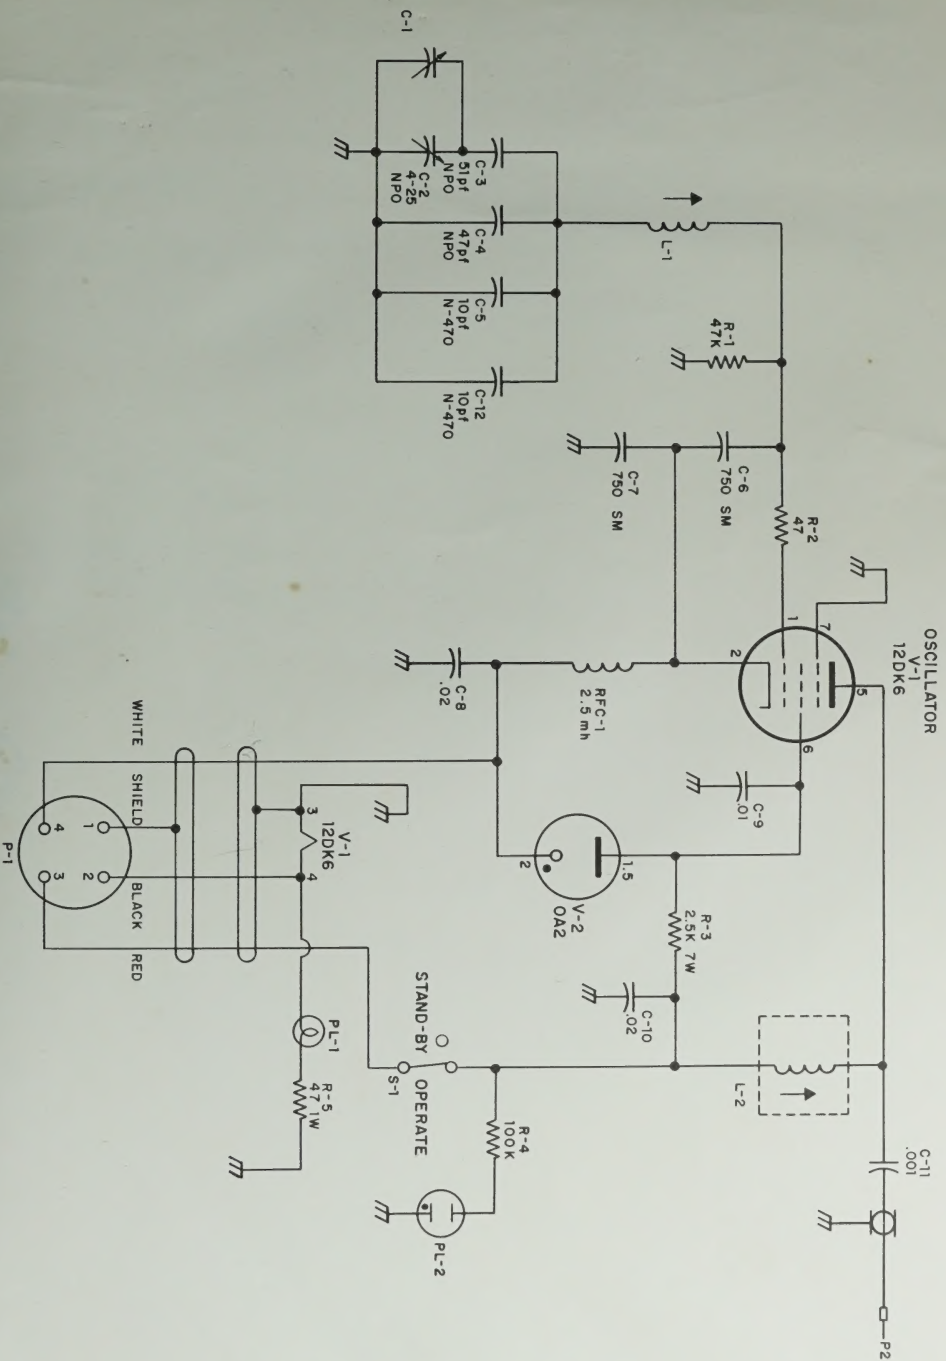 OSCILLATOR
V-1
12DK6
C-1
C-2
4-25
NPO
C-3
51pf
NPO
C-4
47pf
NPO
C-5
10pf
N-470
C-12
10pf
N-470
L-1
R-1
47K
C-6
750 SM
C-7
750 SM
R-2
47
1
7
2
5
6
RFC-1
2.5 mh
C-8
.02
C-9
.01
1.5
2
V-2
OA2
R-3
2.5K 7W
C-10
.02
L-2
C-11
.001
P2
R-4
100K
PL-2
STAND-BY
OPERATE
S-1
V-1
12DK6
3
4
PL-1
R-5
47 1W
WHITE
SHIELD
BLACK
RED
4
1
3
2
P-1